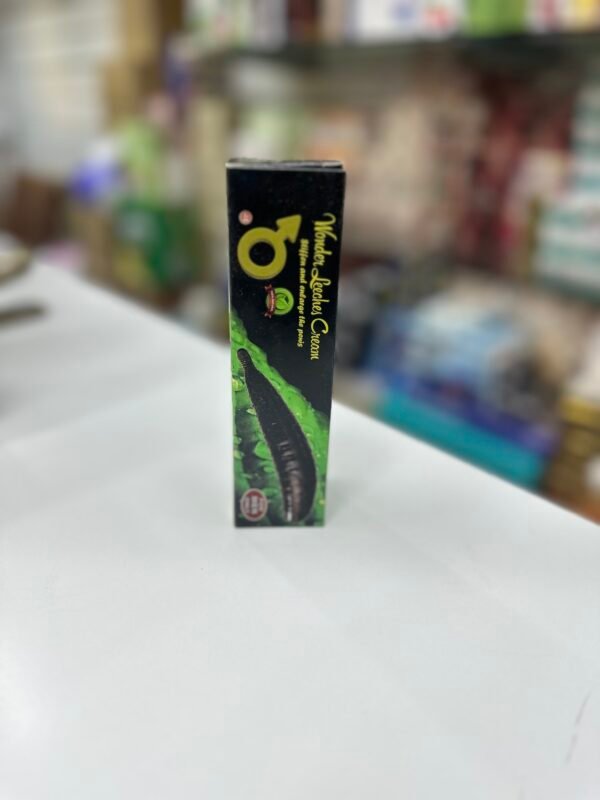 Wonder Leeches Cream
Stiffen and enlarge the penis